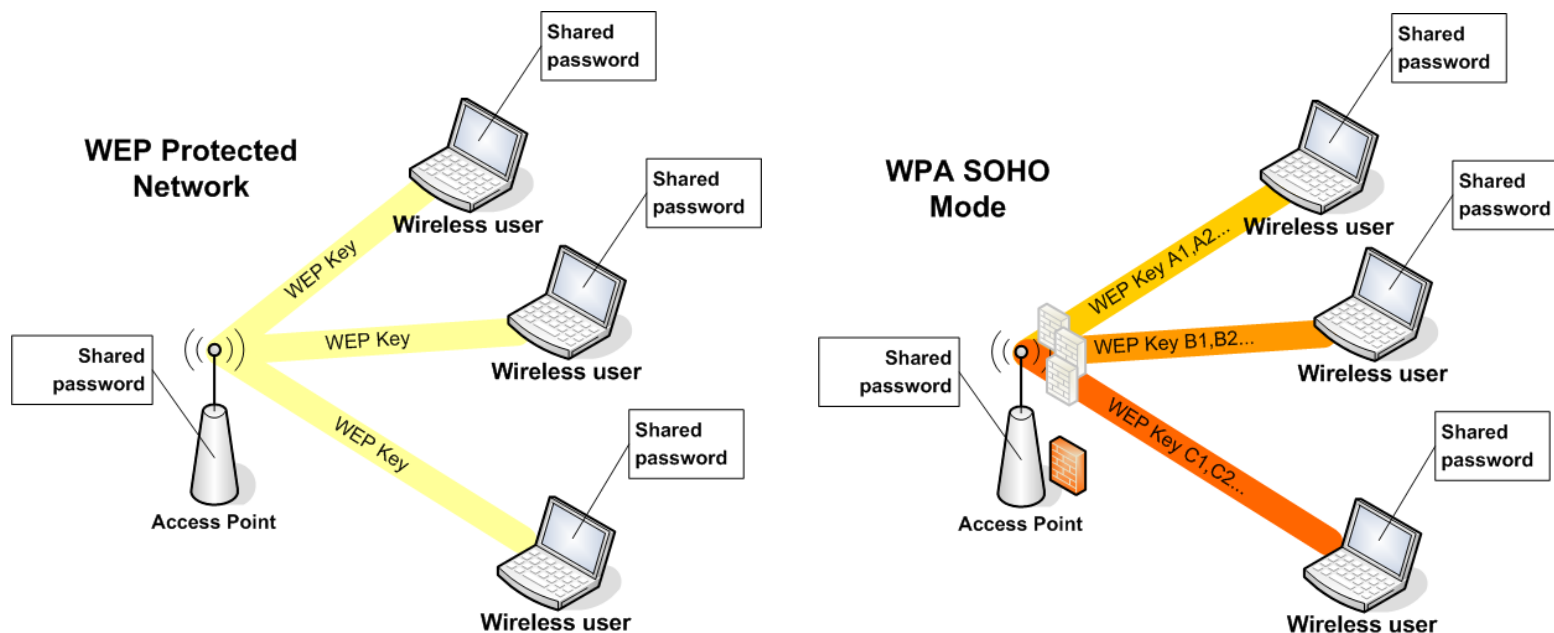 WEP Protected
Network
Shared
password
Wireless user
Shared
password
Wireless user
Shared
password
Wireless user
WEP Key
WEP Key
WEP Key
Shared
password
Access Point
WPA SOHO
Mode
Shared
password
Wireless user
Shared
password
Wireless user
Shared
password
Wireless user
WEP Key A1,A2...
WEP Key B1,B2...
WEP Key C1,C2...
Shared
password
Access Point